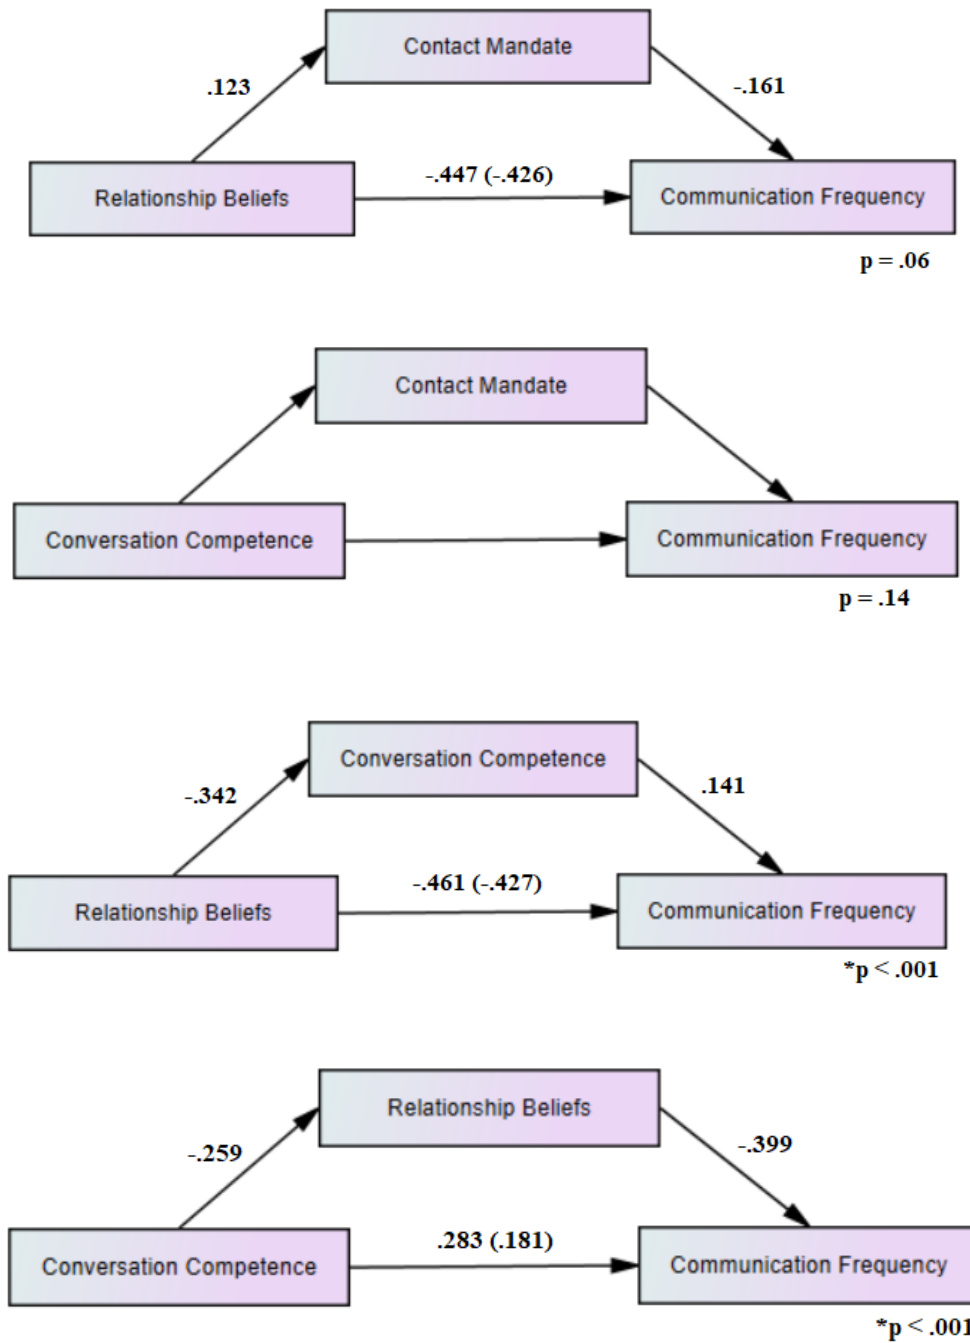 Contact Mandate
.123
-.161
-.447 (-.426)
Relationship Beliefs
Communication Frequency
p = .06
Contact Mandate
Conversation Competence
Communication Frequency
p = .14
Conversation Competence
-.342
.141
-.461 (-.427)
Relationship Beliefs
Communication Frequency
*p < .001
Relationship Beliefs
-.259
-.399
.283 (.181)
Conversation Competence
Communication Frequency
*p < .001